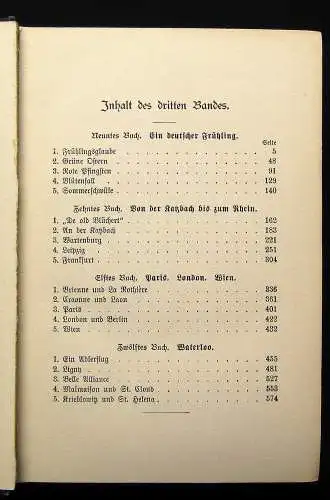 Inhalt des dritten Bandes.
Neuntes Buch. Ein deutscher Frühling.
Seite
1. Frühlingsglaube . . . . . . . . . . 5
2. Grüne Ostern . . . . . . . . . . 48
3. Rote Pfingsten . . . . . . . . . . 91
4. Blütenfall . . . . . . . . . . 129
5. Sommerschwüle . . . . . . . . . . 140
Zehntes Buch. Von der Katzbach bis zum Rhein.
1. „De old Blüchert“ . . . . . . . . . . 162
2. An der Katzbach . . . . . . . . . . 183
3. Wartenburg . . . . . . . . . . 221
4. Leipzig . . . . . . . . . . 251
5. Frankfurt . . . . . . . . . . 304
Elftes Buch. Paris. London. Wien.
1. Brienne und La Rothière . . . . . . . . . . 336
2. Craonne und Laon . . . . . . . . . . 361
3. Paris . . . . . . . . . . 401
4. London und Berlin . . . . . . . . . . 422
5. Wien . . . . . . . . . . 432
Zwölftes Buch. Waterloo.
1. Ein Adlerflug . . . . . . . . . . 455
2. Ligny . . . . . . . . . . 481
3. Belle Alliance . . . . . . . . . . 527
4. Malmaison und St. Cloud . . . . . . . . . . 553
5. Krieblowitz und St. Helena . . . . . . . . . . 574